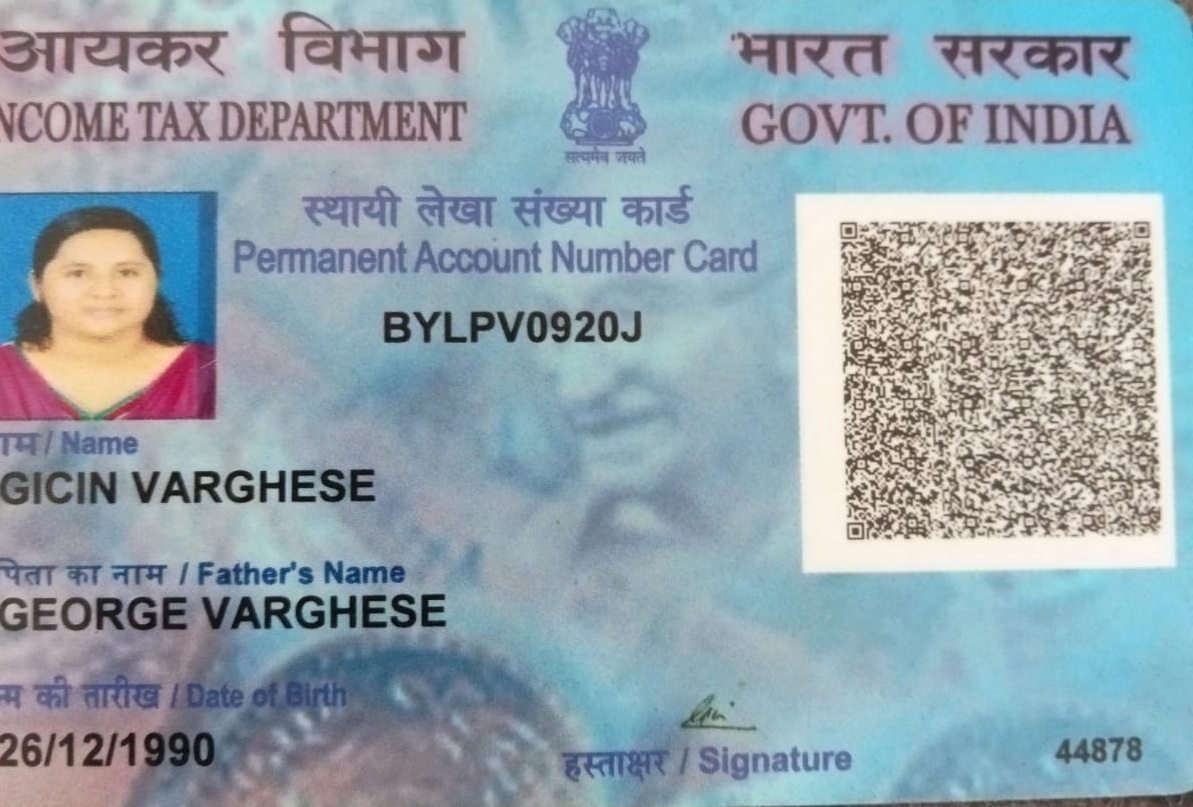 आयकर विभाग
INCOME TAX DEPARTMENT
सत्यमेव जयते
भारत सरकार
GOVT. OF INDIA
स्थायी लेखा संख्या कार्ड
Permanent Account Number Card
BYLPV0920J
नाम / Name
GICIN VARGHESE
पिता का नाम / Father's Name
GEORGE VARGHESE
की तारीख / Date of Birth
26/12/1990
हस्ताक्षर / Signature
44878